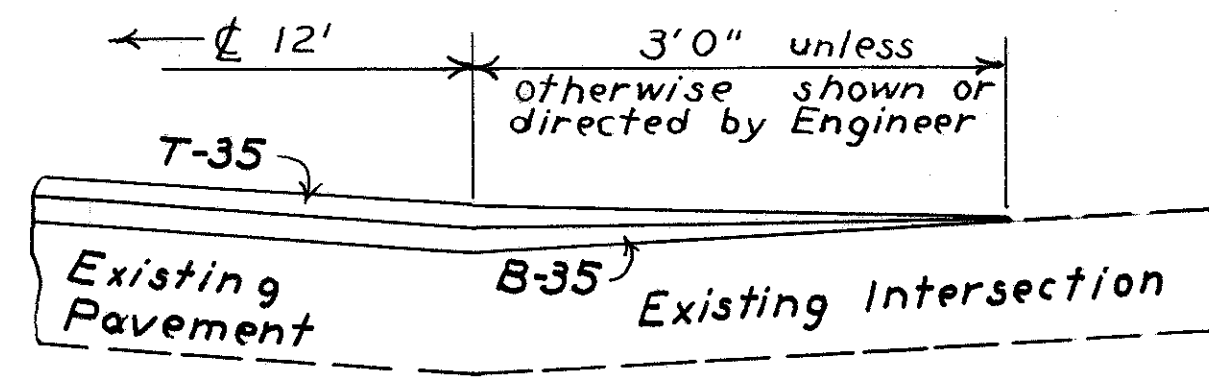 ℄ 12'
3'0" unless
otherwise shown or
directed by Engineer
T-35
B-35
Existing
Pavement
Existing Intersection